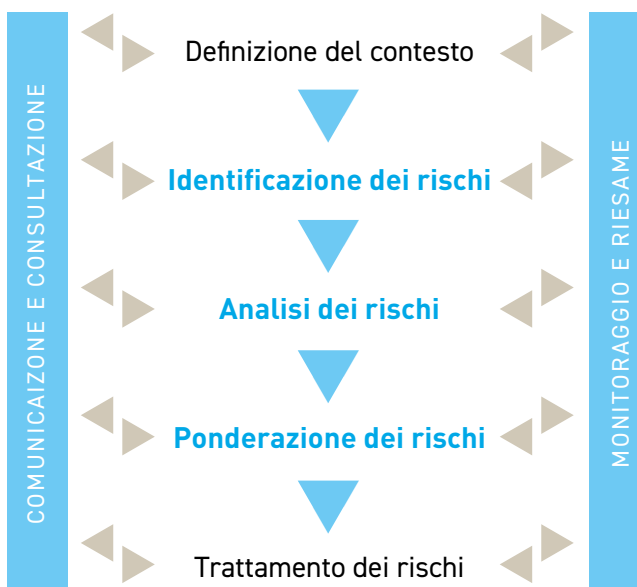 COMUNICAIZONE E CONSULTAZIONE
Definizione del contesto
Identificazione dei rischi
Analisi dei rischi
Ponderazione dei rischi
Trattamento dei rischi
MONITORAGGIO E RIESAME